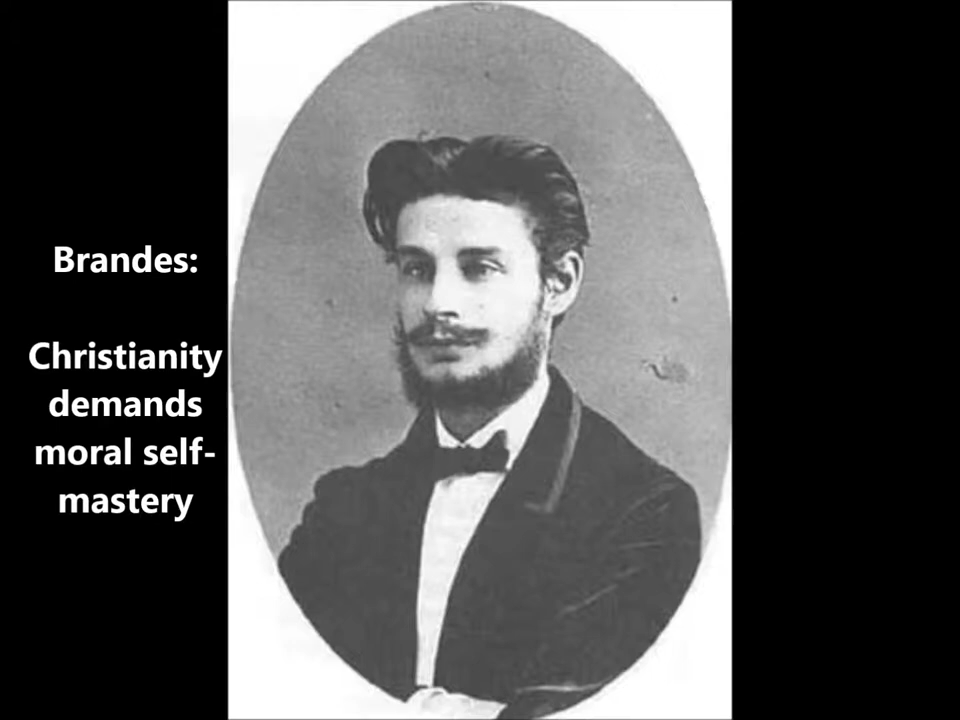 Brandes:
Christianity
demands
moral self-
mastery